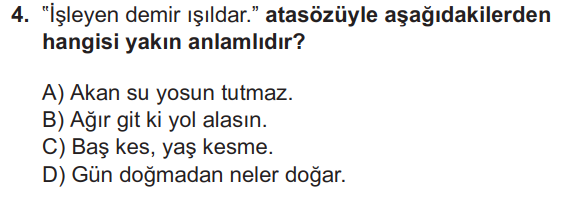 4. "İşleyen demir ışıldar.” atasözüyle aşağıdakilerden
hangisi yakın anlamlıdır?
A) Akan su yosun tutmaz.
B) Ağır git ki yol alasın.
C) Baş kes, yaş kesme.
D) Gün doğmadan neler doğar.